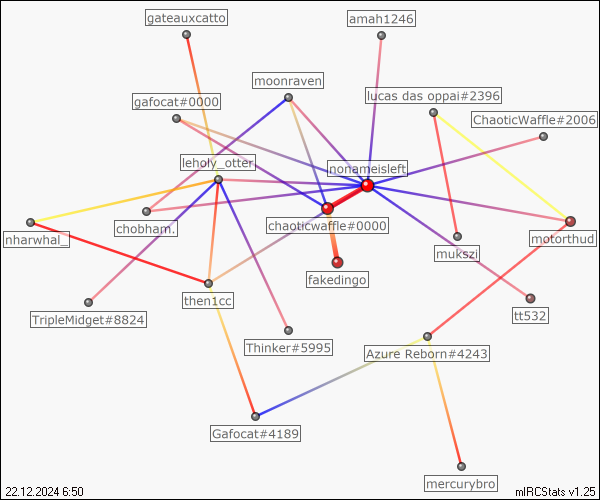 gateauxcatto
amah1246
moonraven
lucas das oppai#2396
gafocat#0000
ChaoticWaffle#2006
leholy_otter
nonameisleft
nharwhal_
chobham.
chaoticwaffle#0000
motorthud
mukszi
fakedingo
then1cc
TripleMidget#8824
tt532
Thinker#5995
Azure Reborn#4243
Gafocat#4189
mercurybro
22.12.2024 6:50
mIRCStats v1.25